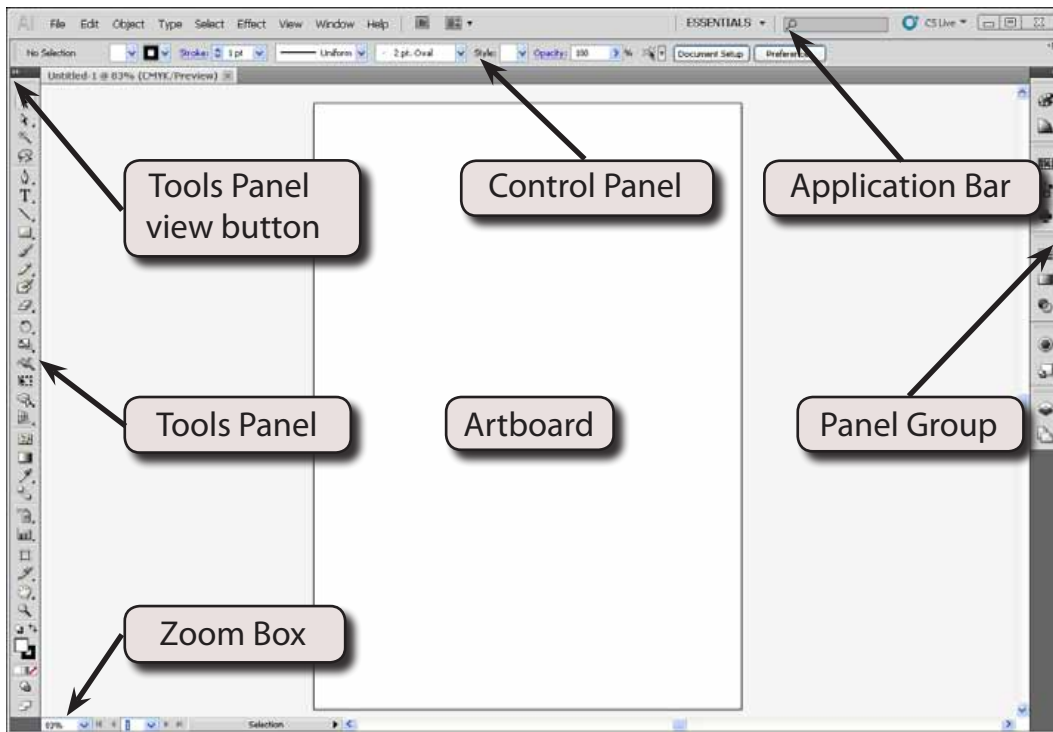 Ai File Edit Object Type Select Effect View Window Help ESSENTIALS CS Live
No Selection Stroke: 1 pt Uniform 2 pt. Oval Style: Opacity: 100 % Document Setup
Untitled-1 @ 83% (CMYK/Preview)
Tools Panel
view button
Control Panel
Application Bar
Tools Panel
Artboard
Panel Group
Zoom Box
83% Selection